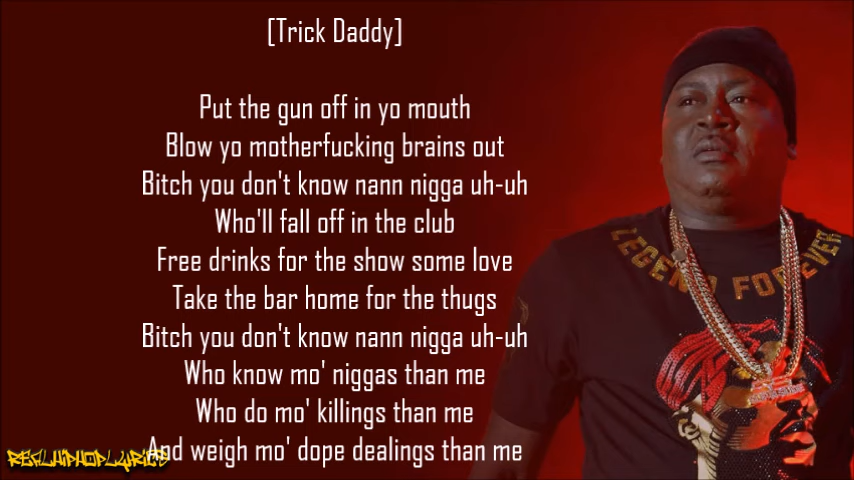 [Trick Daddy]
Put the gun off in yo mouth
Blow yo motherfucking brains out
Bitch you don't know nann nigga uh-uh
Who'll fall off in the club
Free drinks for the show some love
Take the bar home for the thugs
Bitch you don't know nann nigga uh-uh
Who know mo' niggas than me
Who do mo' killings than me
And weigh mo' dope dealings than me
REALHIPHOPLYRICS
LEGEND FOREVER